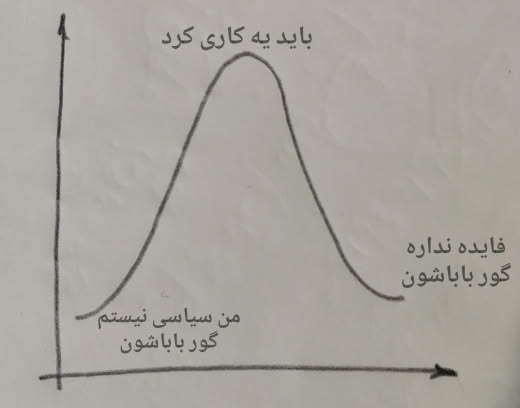 باید یه کاری کرد
فایده نداره
گور باباشون
من سیاسی نیستم
گور باباشون